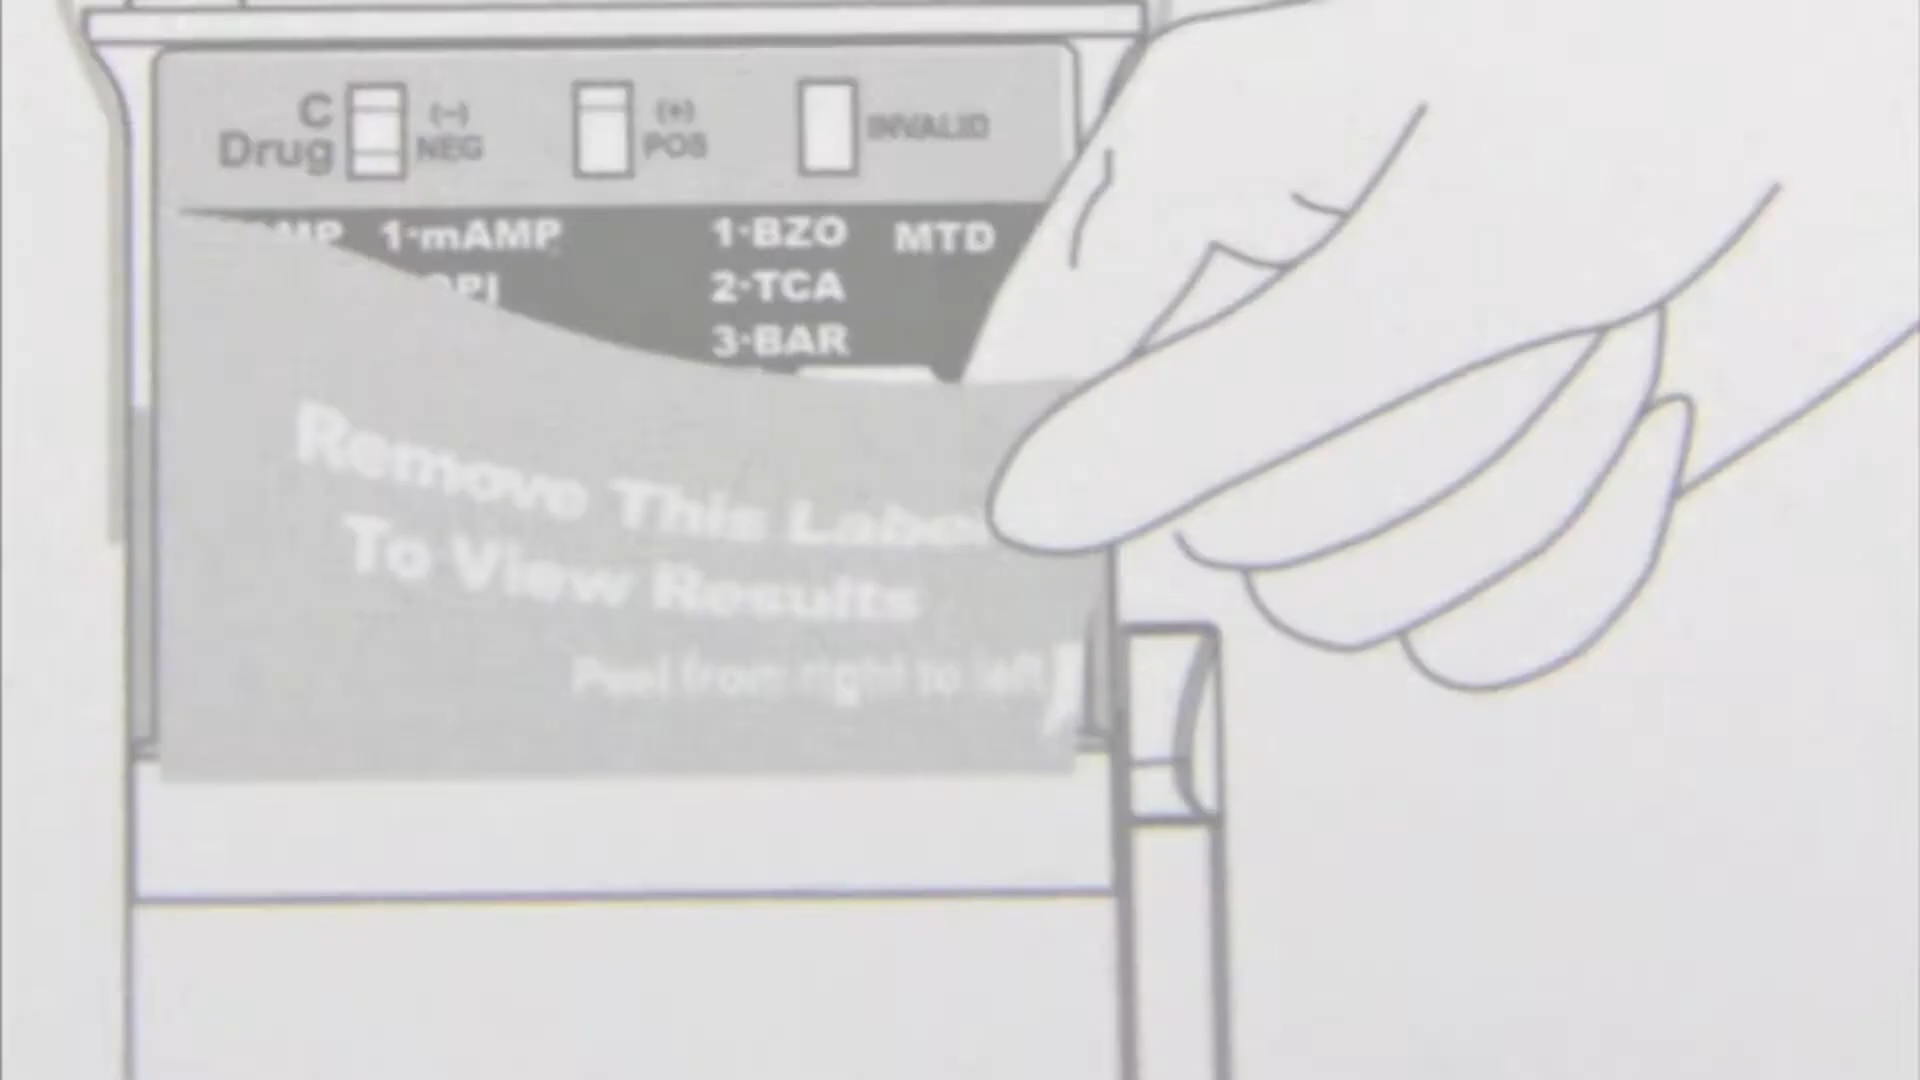 C
Drug
(–)
NEG
(+)
POS
INVALID
1·mAMP
1·BZO
MTD
2·TCA
3·BAR
Remove This Label
To View Results
Peel from right to left